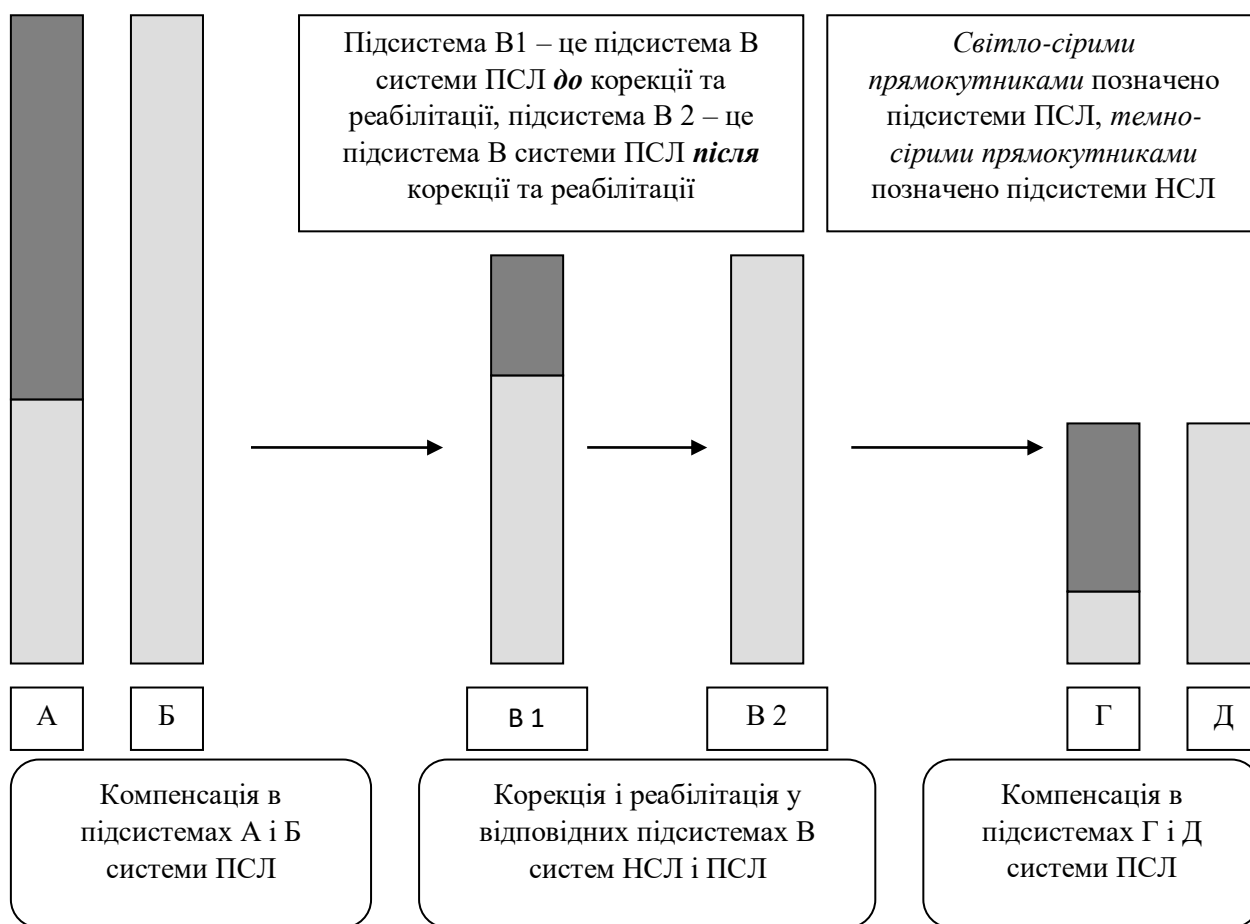 Підсистема В1 – це підсистема В
системи ПСЛ до корекції та
реабілітації, підсистема В 2 – це
підсистема В системи ПСЛ після
корекції та реабілітації
Світло-сірими
прямокутниками позначено
підсистеми ПСЛ, темно-
сірими прямокутниками
позначено підсистеми НСЛ
А
Б
В 1
В 2
Г
Д
Компенсація в
підсистемах А і Б
системи ПСЛ
Корекція і реабілітація у
відповідних підсистемах В
систем НСЛ і ПСЛ
Компенсація в
підсистемах Г і Д
системи ПСЛ